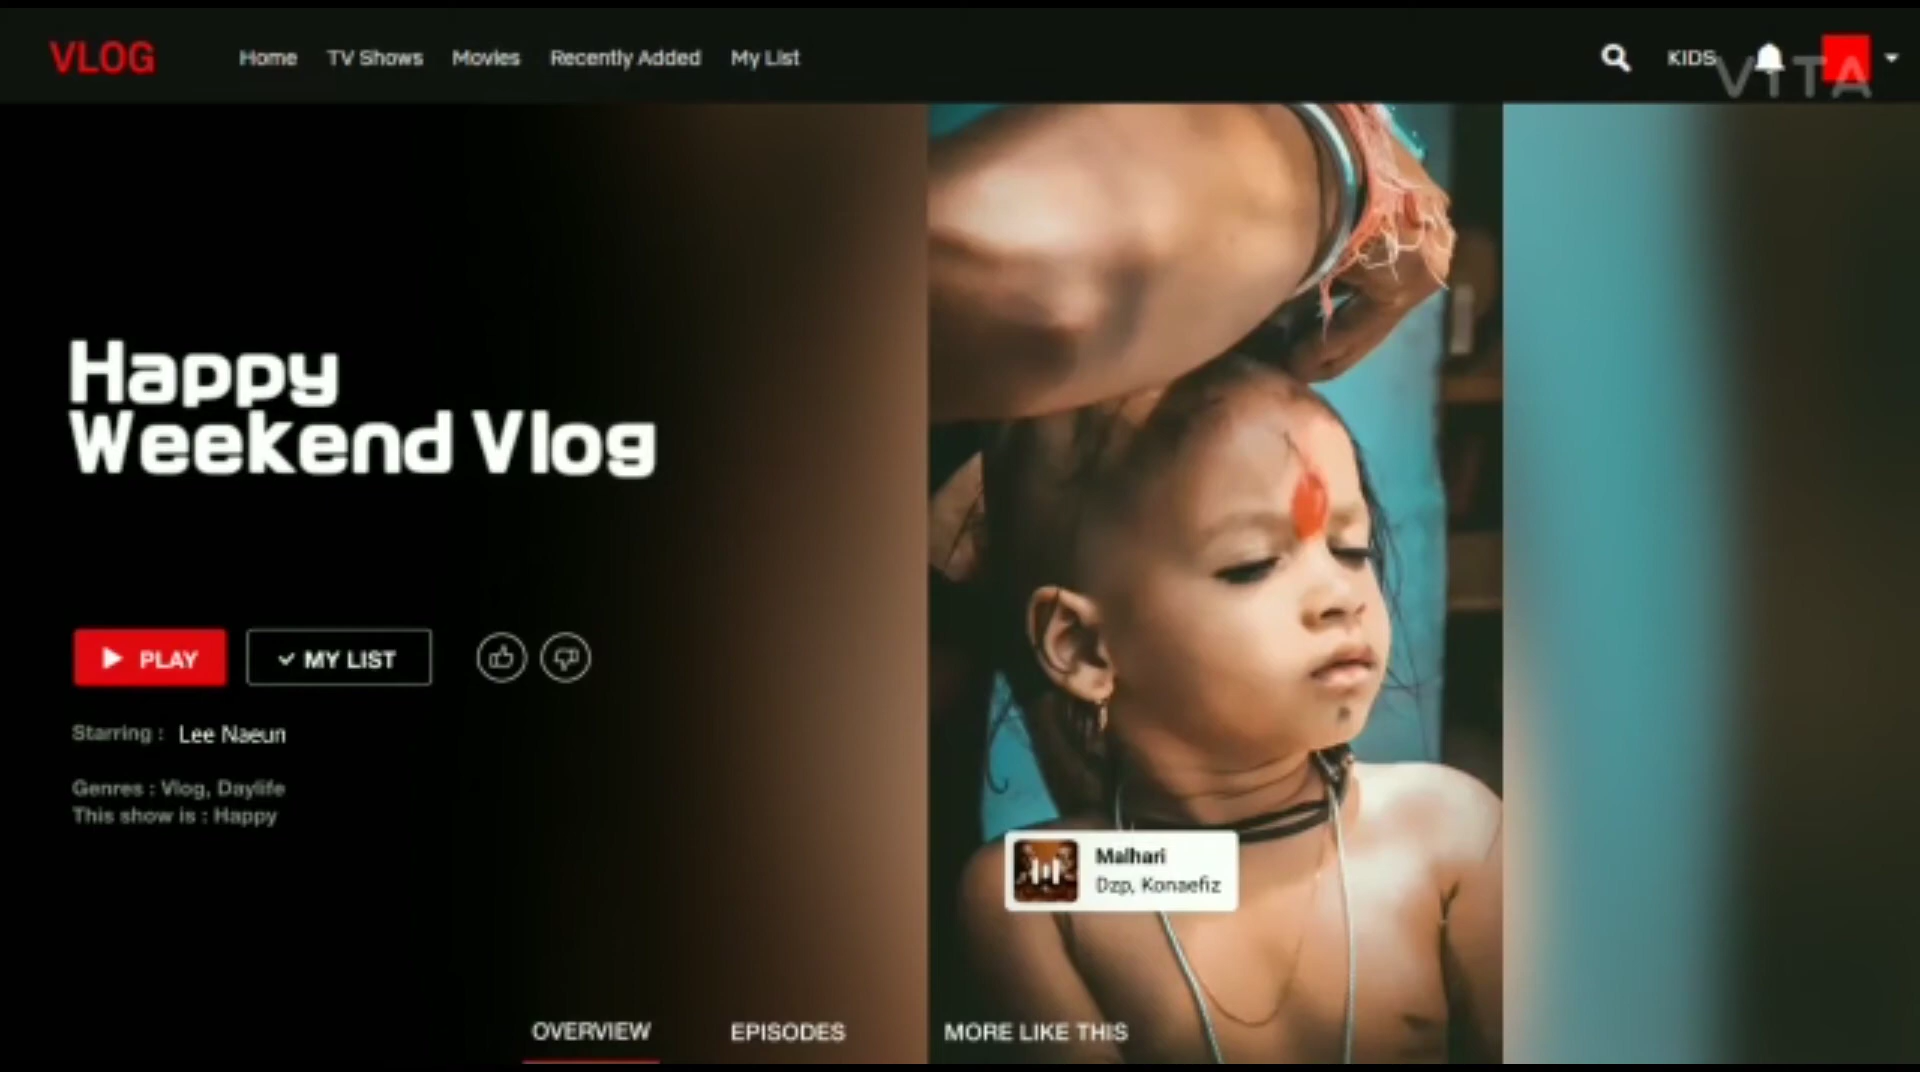 VLOG
Home
TV Shows
Movies
Recently Added
My List
KIDS
VITA
Happy
Weekend Vlog
PLAY
MY LIST
Starring : Lee Naeun
Genres : Vlog, Daylife
This show is : Happy
Malhari
Dzp, Konaefiz
OVERVIEW
EPISODES
MORE LIKE THIS